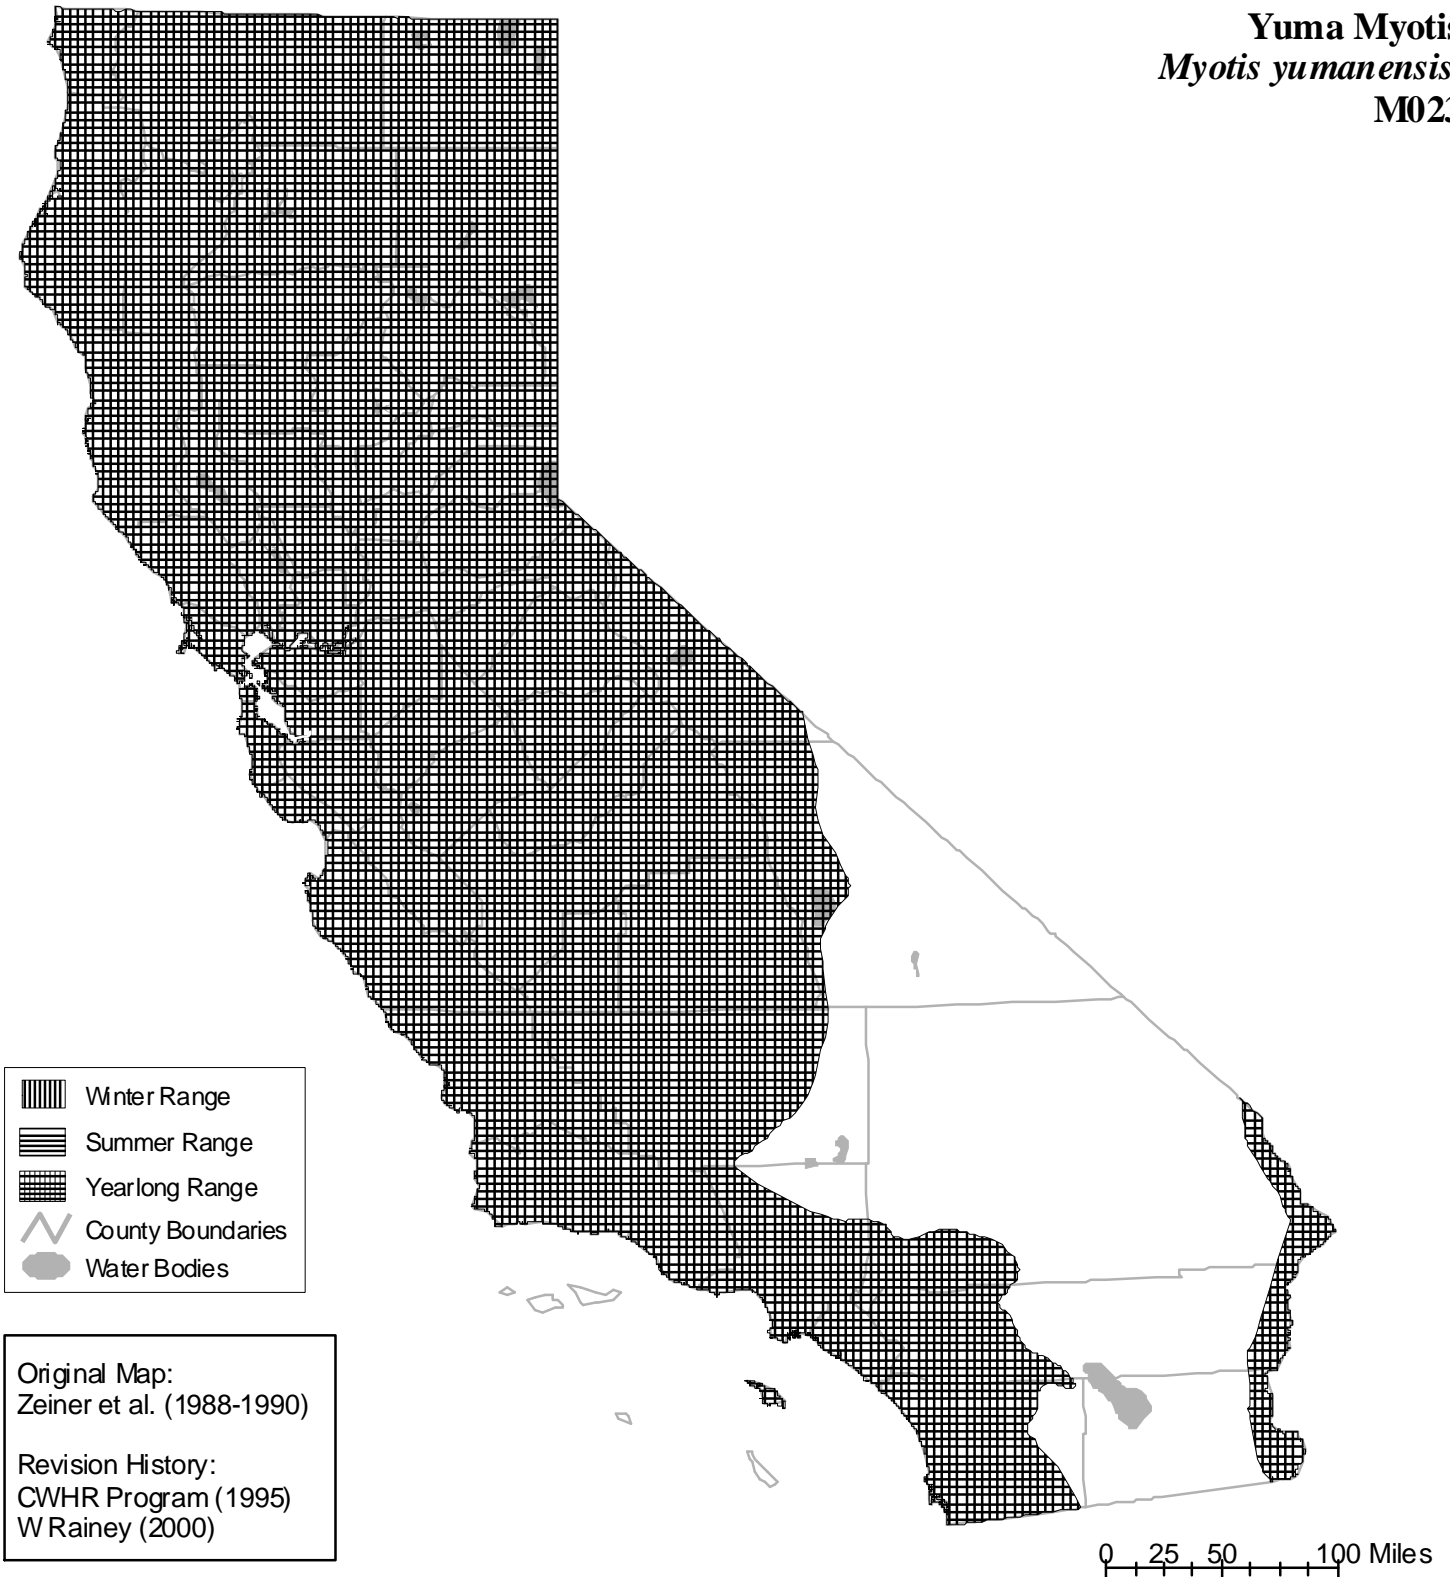 Yuma Myotis
Myotis yumanensis
M023
Winter Range
Summer Range
Yearlong Range
County Boundaries
Water Bodies
Original Map:
Zeiner et al. (1988-1990)
Revision History:
CWHR Program (1995)
W Rainey (2000)
0 25 50 100 Miles